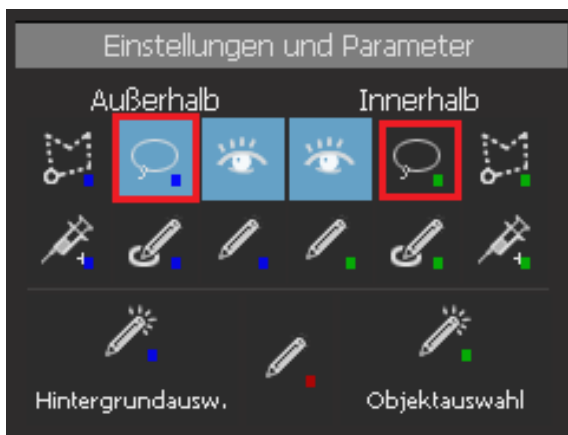 Einstellungen und Parameter
Außerhalb Innerhalb
Hintergrundausw. Objektauswahl